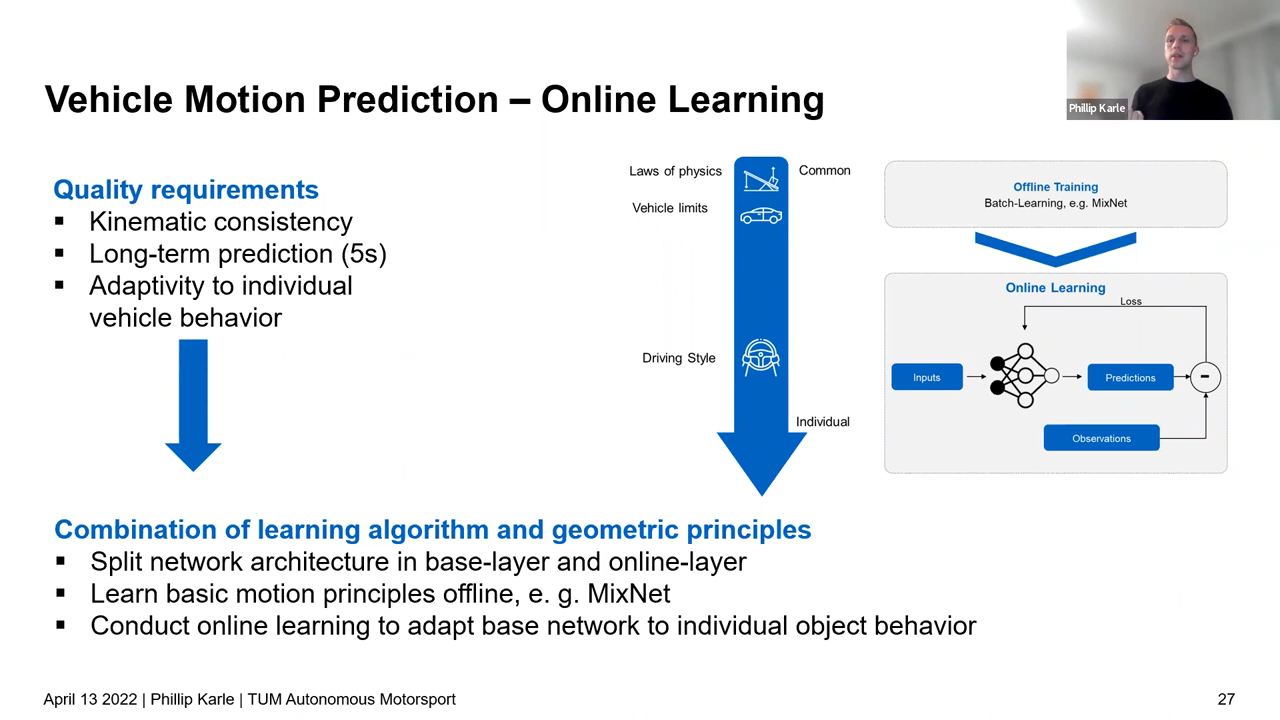 Vehicle Motion Prediction – Online Learning
Phillip Karle
Quality requirements
▪ Kinematic consistency
▪ Long-term prediction (5s)
▪ Adaptivity to individual
vehicle behavior
Laws of physics
Common
Vehicle limits
Driving Style
Individual
Offline Training
Batch-Learning, e.g. MixNet
Online Learning
Loss
Inputs
Predictions
-
Observations
Combination of learning algorithm and geometric principles
▪ Split network architecture in base-layer and online-layer
▪ Learn basic motion principles offline, e. g. MixNet
▪ Conduct online learning to adapt base network to individual object behavior
April 13 2022 | Phillip Karle | TUM Autonomous Motorsport
27